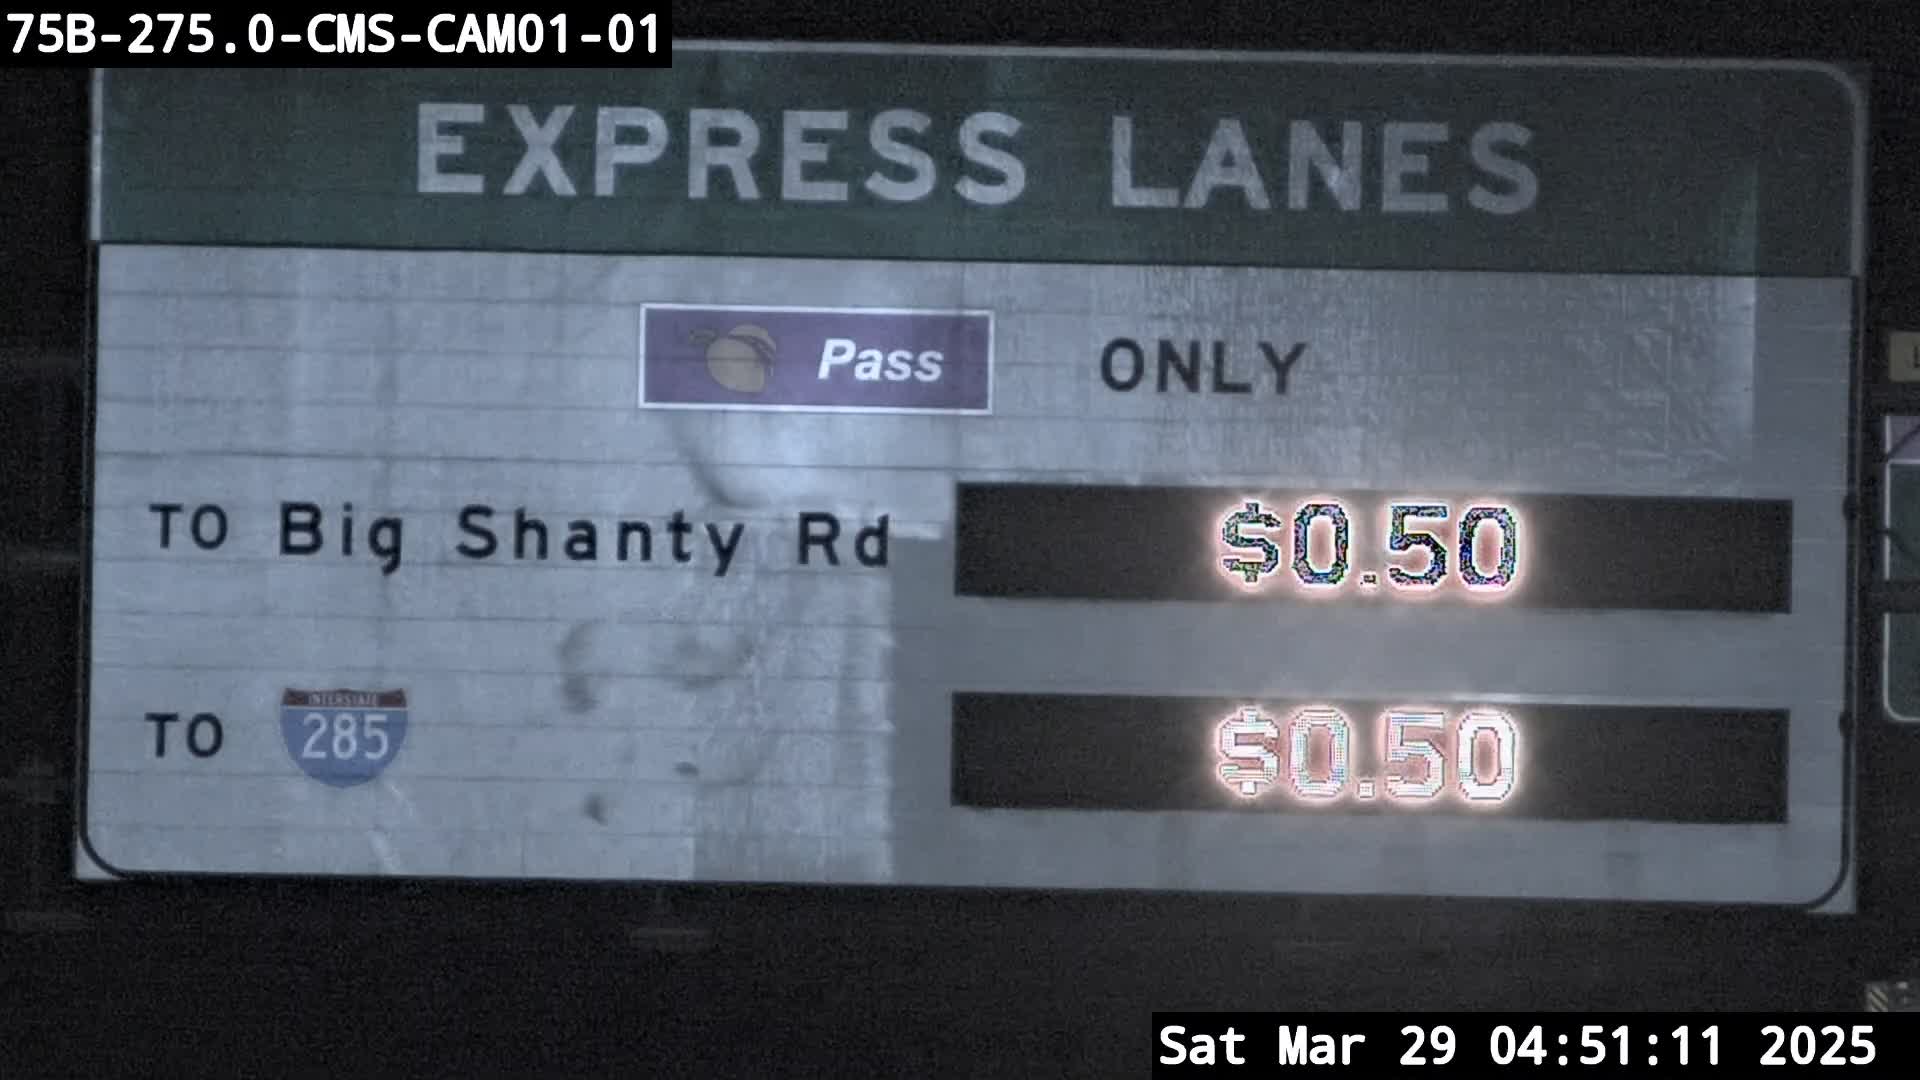 75B-275.0-CMS-CAM01-01
EXPRESS LANES
Pass ONLY
TO Big Shanty Rd $0.50
TO INTERSTATE 285 $0.50
Sat Mar 29 04:51:11 2025